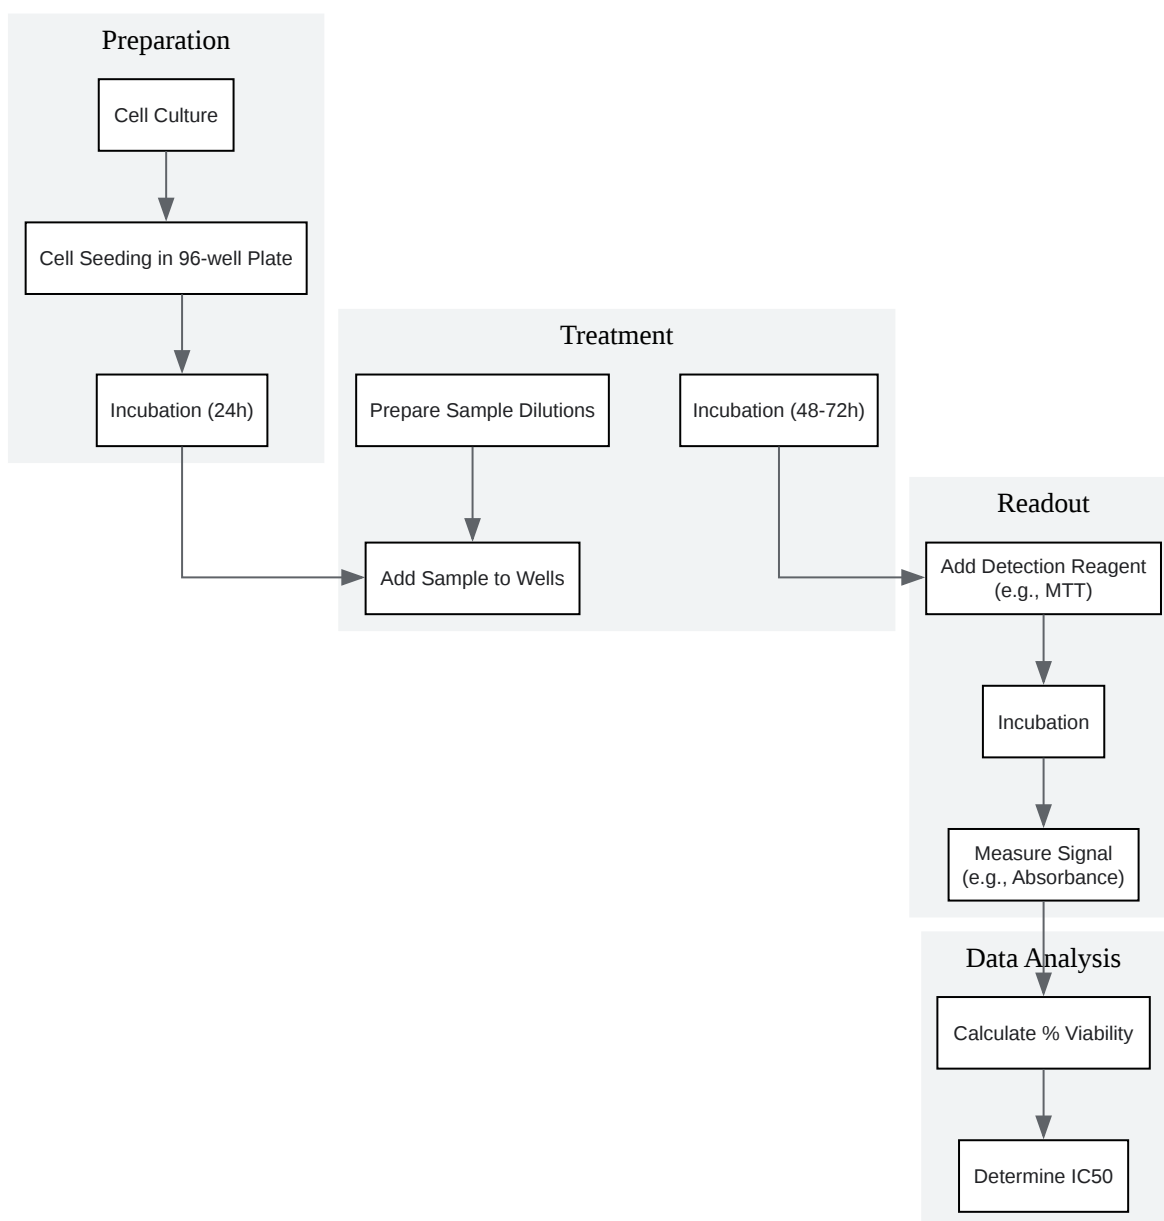 Preparation
Cell Culture
Cell Seeding in 96-well Plate
Incubation (24h)
Treatment
Prepare Sample Dilutions
Incubation (48-72h)
Add Sample to Wells
Readout
Add Detection Reagent
(e.g., MTT)
Incubation
Measure Signal
(e.g., Absorbance)
Data Analysis
Calculate % Viability
Determine IC50